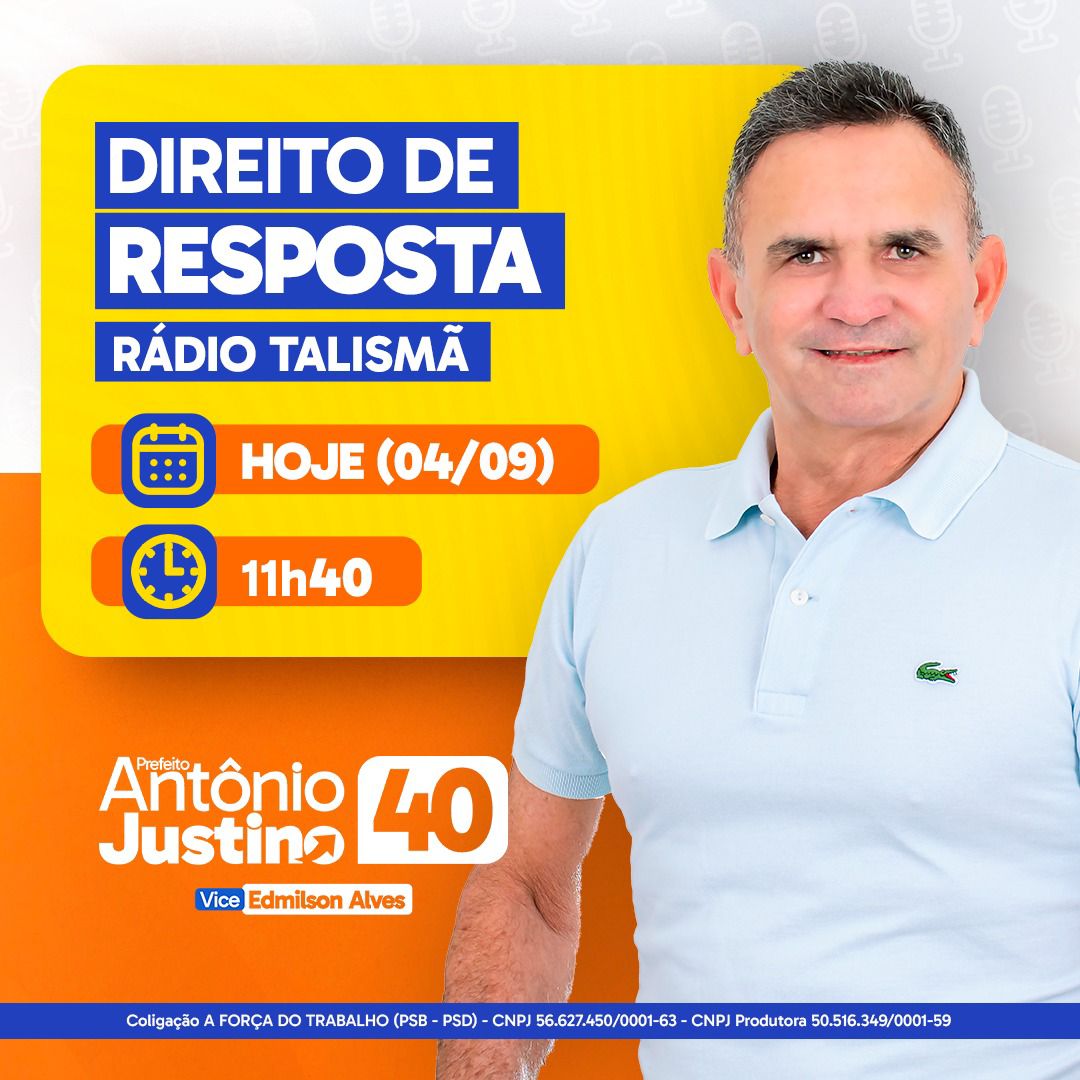 DIREITO DE
RESPOSTA
RÁDIO TALISMÃ
HOJE (04/09)
11h40
Prefeito
Antônio
Justino
40
Vice Edmilson Alves
Coligação A FORÇA DO TRABALHO (PSB - PSD) - CNPJ 56.627.450/0001-63 - CNPJ Produtora 50.516.349/0001-59